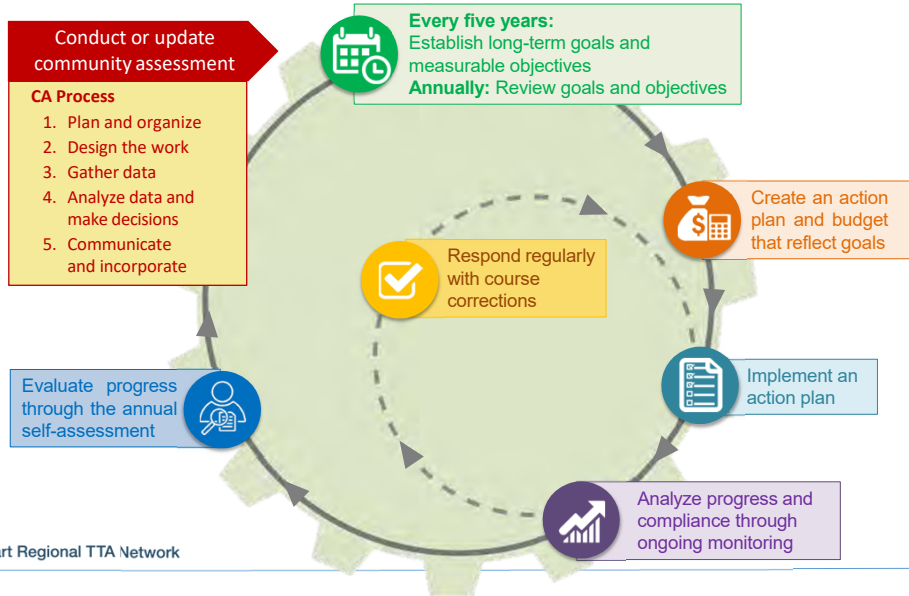 Conduct or update
community assessment
CA Process
1. Plan and organize
2. Design the work
3. Gather data
4. Analyze data and
make decisions
5. Communicate
and incorporate
Every five years:
Establish long-term goals and
measurable objectives
Annually: Review goals and objectives
Create an action
plan and budget
that reflect goals
Respond regularly
with course
corrections
Implement an
action plan
Evaluate progress
through the annual
self-assessment
Analyze progress and
compliance through
ongoing monitoring
Regional TTA Network